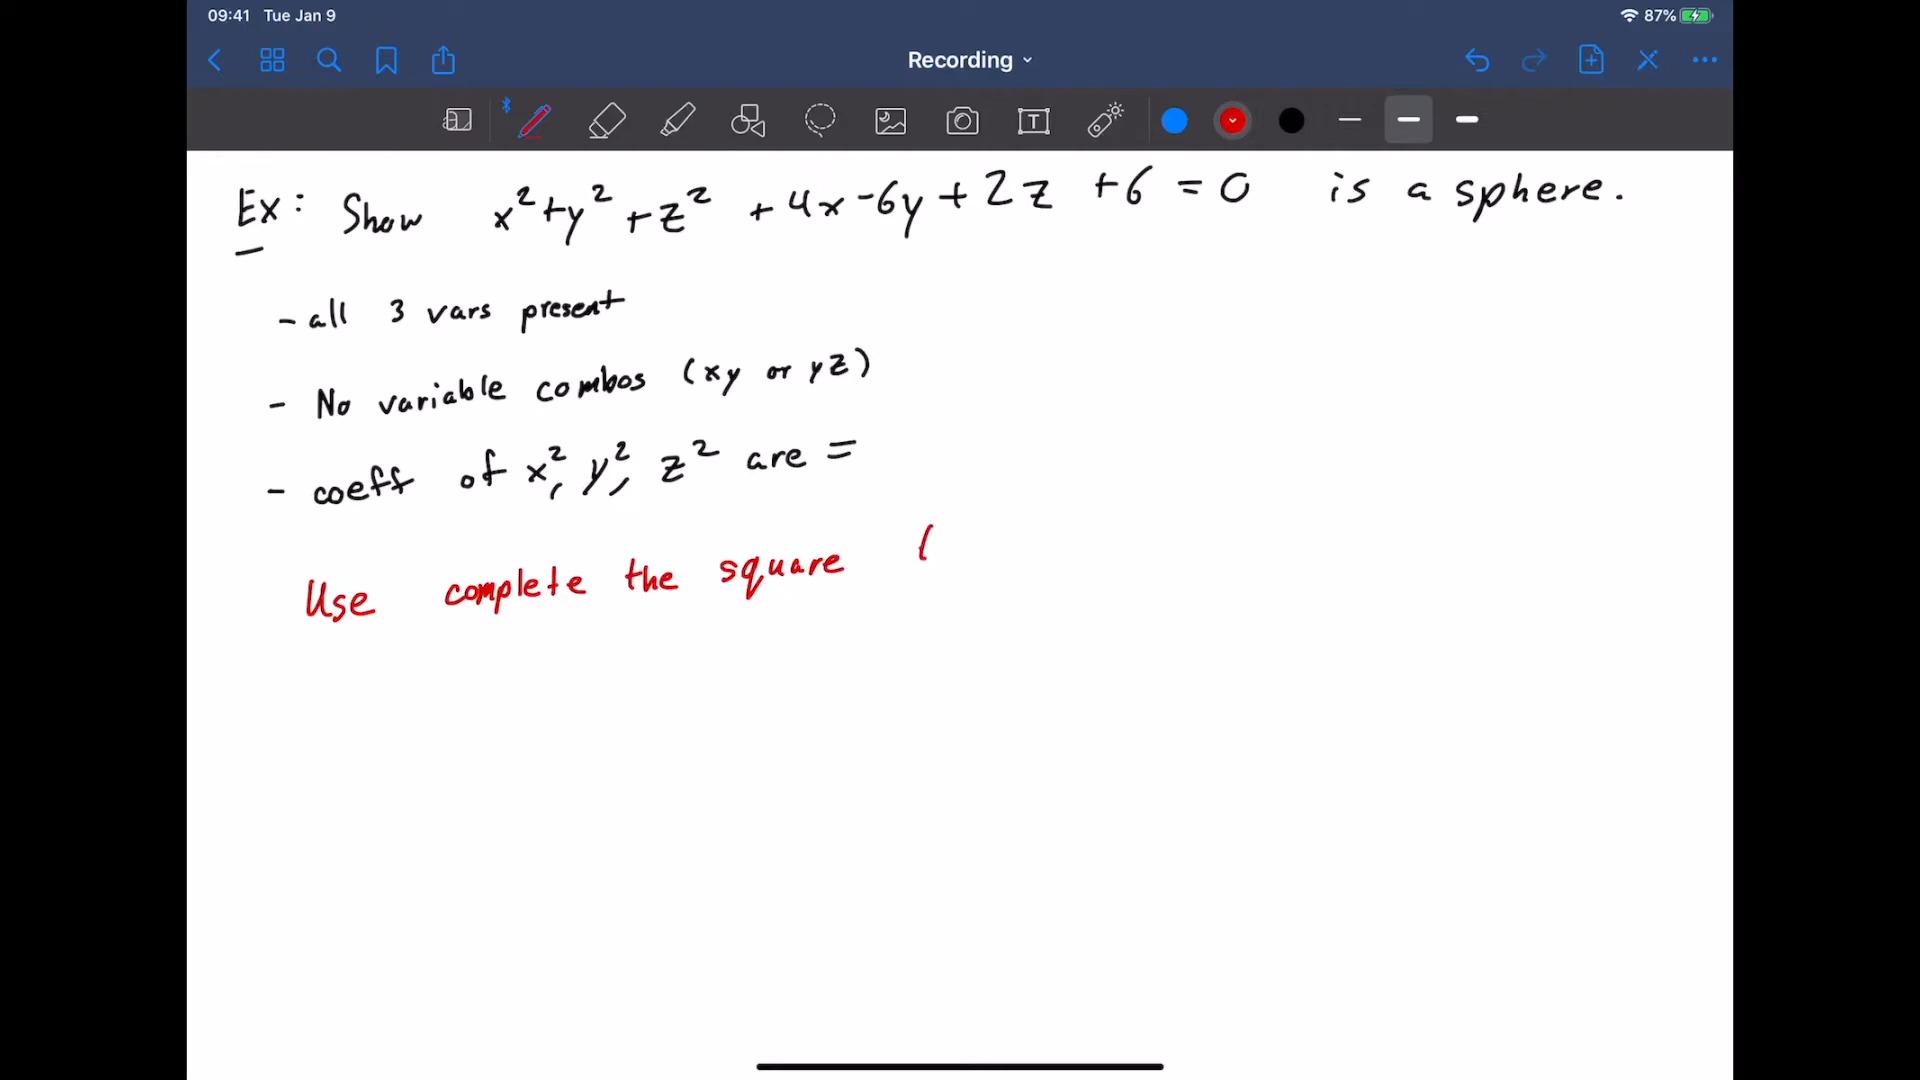 09:41 Tue Jan 9 87%
Recording
T
Ex: Show x²+y²+z² +4x-6y+2z +6 = 0 is a sphere.
- all 3 vars present
- No variable combos (xy or yz)
- coeff of x², y², z² are =
Use complete the square (